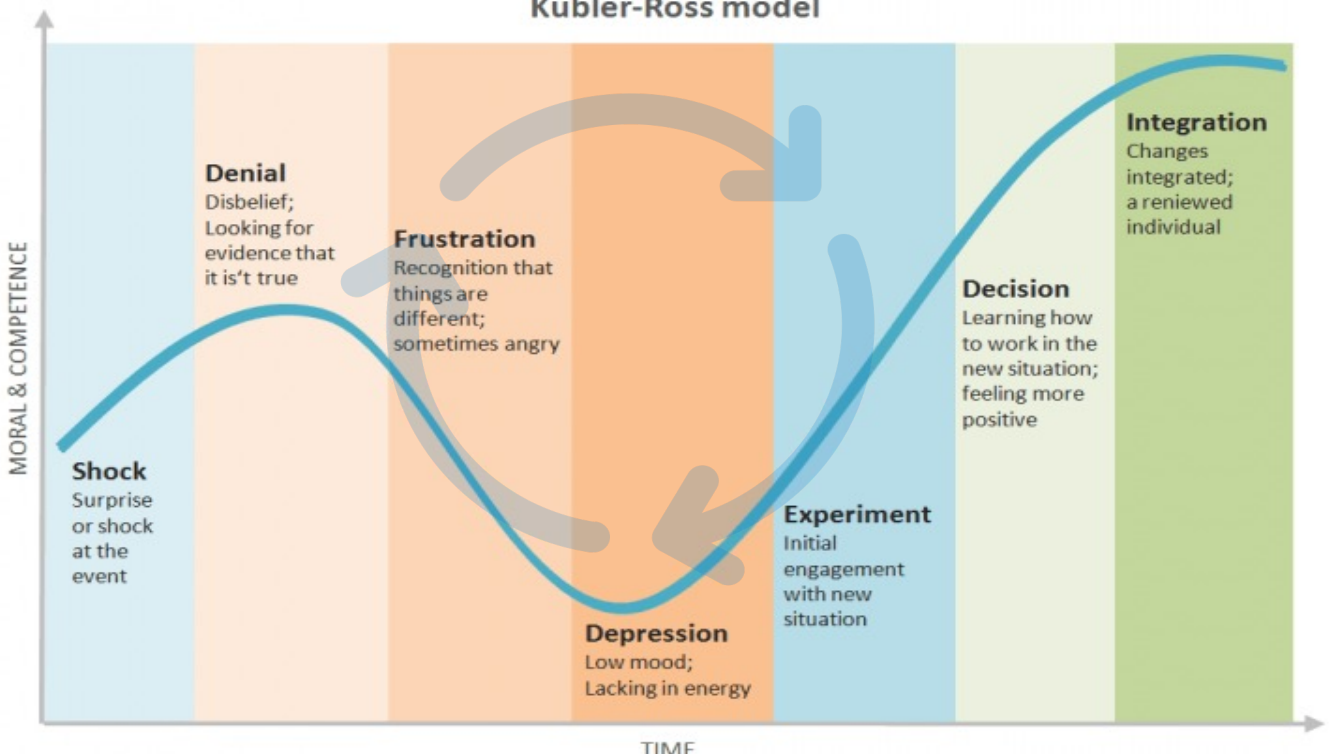 Kübler-Ross model
MORAL & COMPETENCE
Shock
Surprise
or shock
at the
event
Denial
Disbelief;
Looking for
evidence that
it is't true
Frustration
Recognition that
things are
different;
sometimes angry
Depression
Low mood;
Lacking in energy
Experiment
Initial
engagement
with new
situation
Decision
Learning how
to work in the
new situation;
feeling more
positive
Integration
Changes
integrated;
a reniewed
individual
TIME